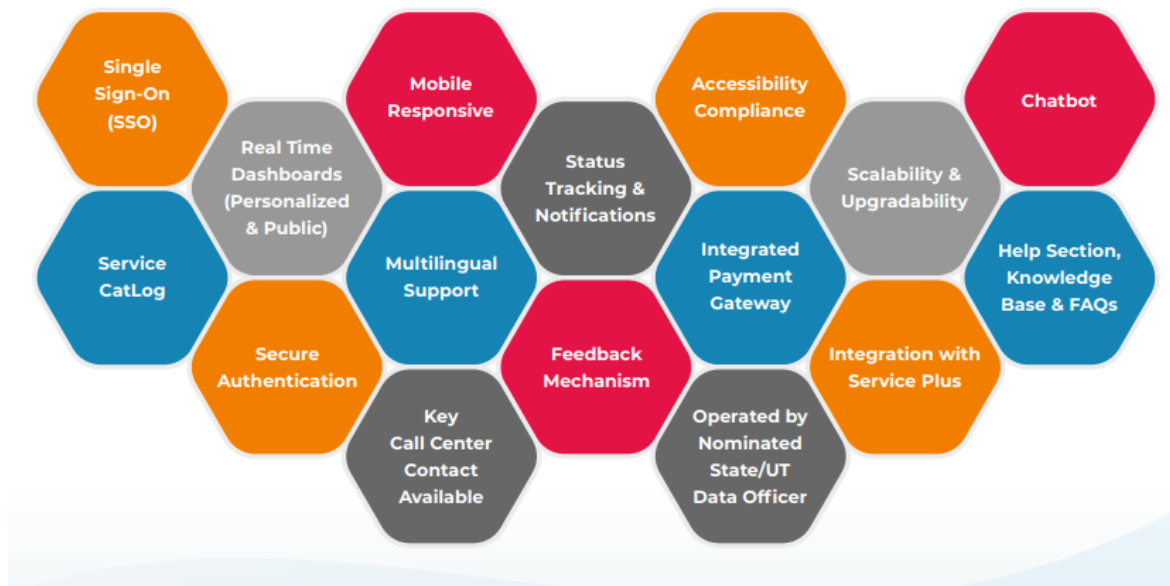 Single
Sign-On
(SSO)
Mobile
Responsive
Accessibility
Compliance
Chatbot
Real Time
Dashboards
(Personalized
& Public)
Status
Tracking &
Notifications
Scalability &
Upgradability
Service
CatLog
Multilingual
Support
Integrated
Payment
Gateway
Help Section,
Knowledge
Base & FAQs
Secure
Authentication
Feedback
Mechanism
Integration with
Service Plus
Key
Call Center
Contact
Available
Operated by
Nominated
State/UT
Data Officer